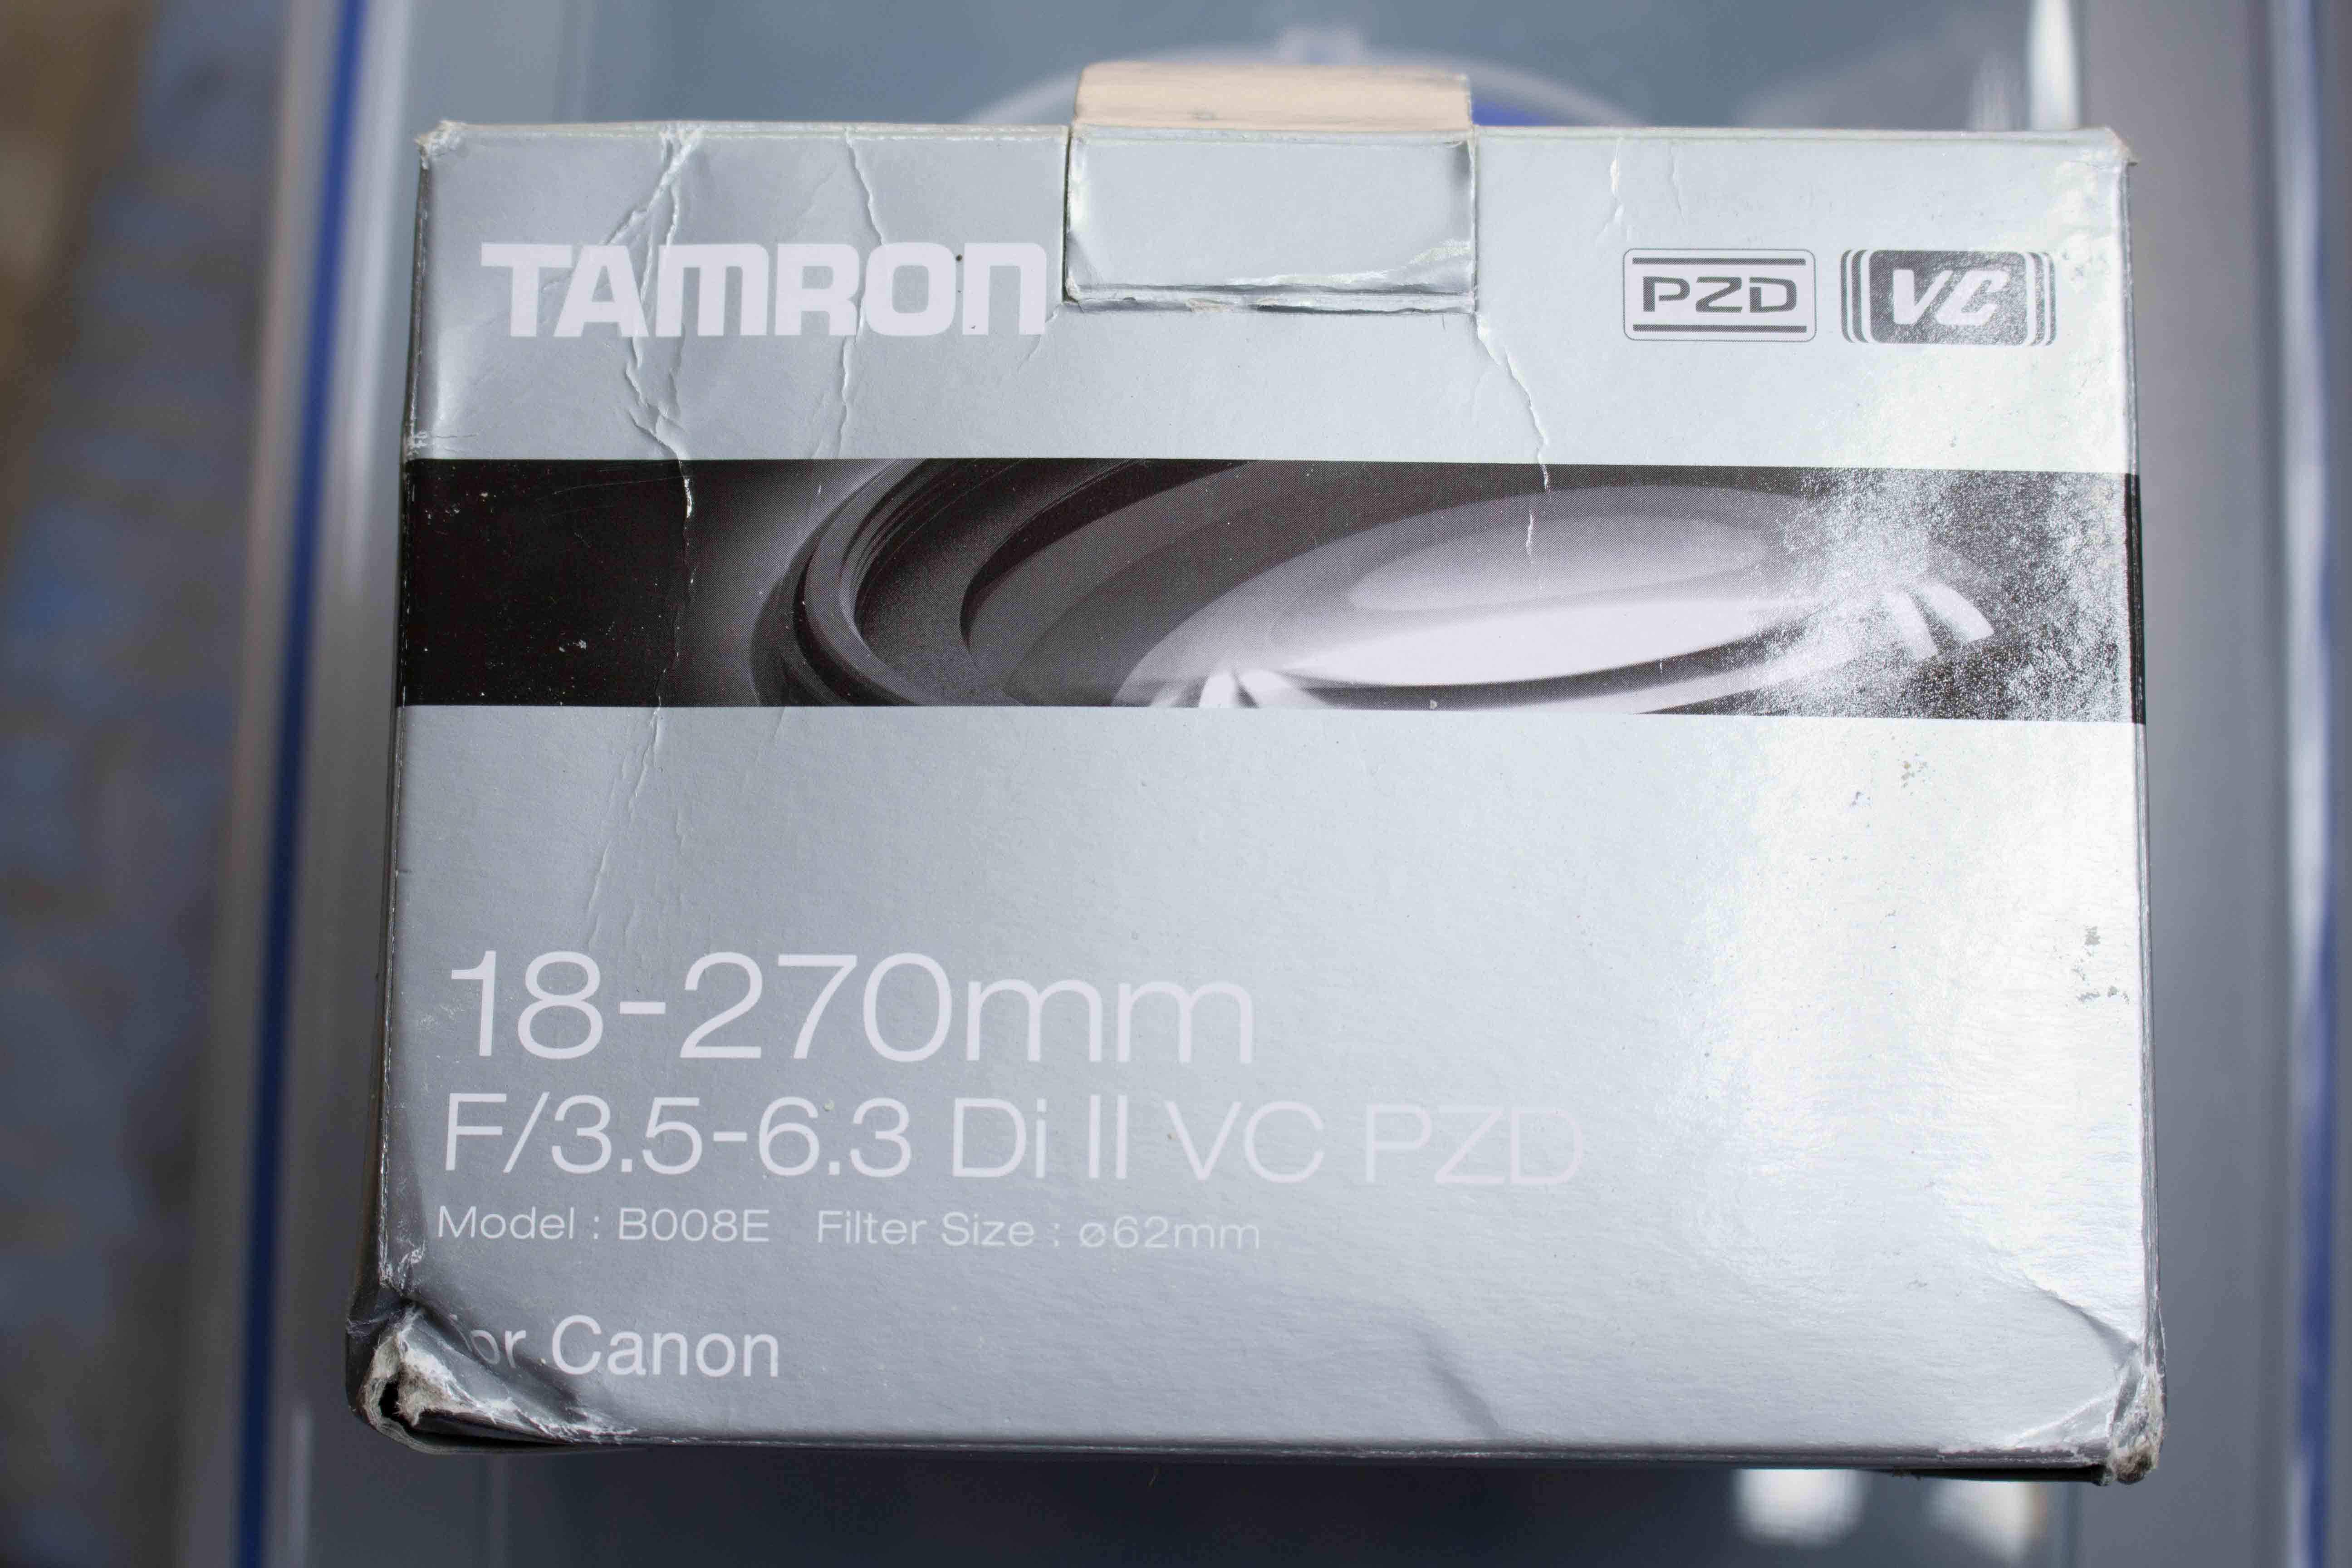 TAMRON
PZD VC
18-270mm
F/3.5-6.3 Di II VC PZD
Model : B008E Filter Size : ø62mm
for Canon